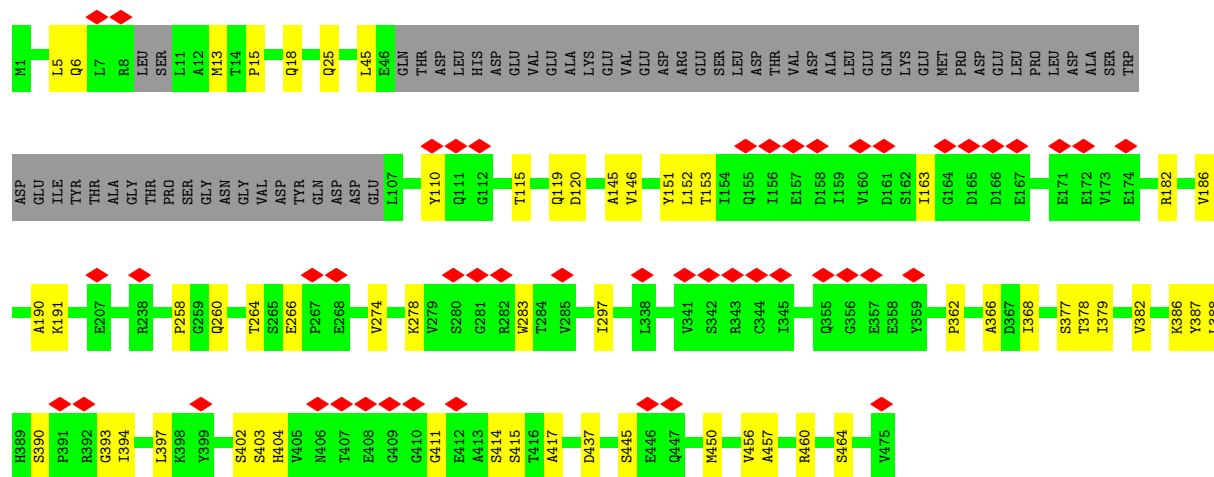 M1 L5 Q6 L7 R8 LEU SER L11 A12 M13 T14 P15 Q18 Q25 L45 E46 GLN THR ASP LEU HIS ASP GLU VAL GLU ALA LYS GLU VAL GLU ASP ARG GLU SER LEU ASP THR VAL ASP ALA LEU GLU GLN LYS GLU MET PRO ASP GLU LEU PRO LEU ASP ALA SER TRP
ASP GLU ILE TYR THR ALA GLY THR PRO SER GLY ASN GLY VAL ASP TYR GLN ASP ASP GLU L107 Y110 Q111 G112 T115 Q119 D120 A145 V146 Y151 L152 T153 I154 Q155 I156 E157 D158 I159 V160 D161 S162 I163 G164 D165 D166 E167 E171 E172 V173 E174 R182 V186
A190 K191 E207 R238 P258 G259 Q260 T264 S265 E266 P267 E268 V274 K278 V279 S280 G281 R282 W283 T284 V285 I297 L338 V341 S342 R343 C344 I345 Q355 G356 E357 E358 Y359 P362 A366 D367 I368 S377 T378 I379 V382 K386 Y387 L388
H389 S390 P391 R392 G393 I394 L397 K398 Y399 S402 S403 H404 V405 N406 T407 E408 G409 G410 G411 E412 A413 S414 S415 T416 A417 D437 S445 E446 Q447 M450 V456 A457 R460 S464 V475